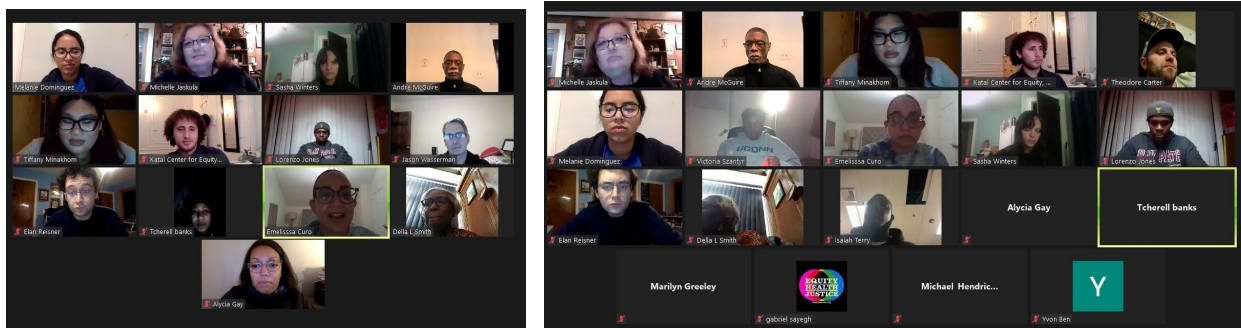 Melanie Dominguez
Michelle Jaskula
Sasha Winters
Andre McGuire
Tiffany Minakhom
Katal Center for Equity...
Lorenzo Jones
Jason Wasserman
Elan Reisner
Tcherell banks
Emelisssa Curo
Della L Smith
Alycia Gay
Michelle Jaskula
Andre McGuire
Tiffany Minakhom
Katal Center for Equity, ...
Theodore Carter
Melanie Dominguez
Victoria Szantyr
UCONN
Emelisssa Curo
Sasha Winters
Lorenzo Jones
Elan Reisner
Della L Smith
Isaiah Terry
Alycia Gay
Tcherell banks
Marilyn Greeley
EQUITY
HEALTH
JUSTICE
gabriel sayegh
Michael Hendric...
Y
Yvon Ben